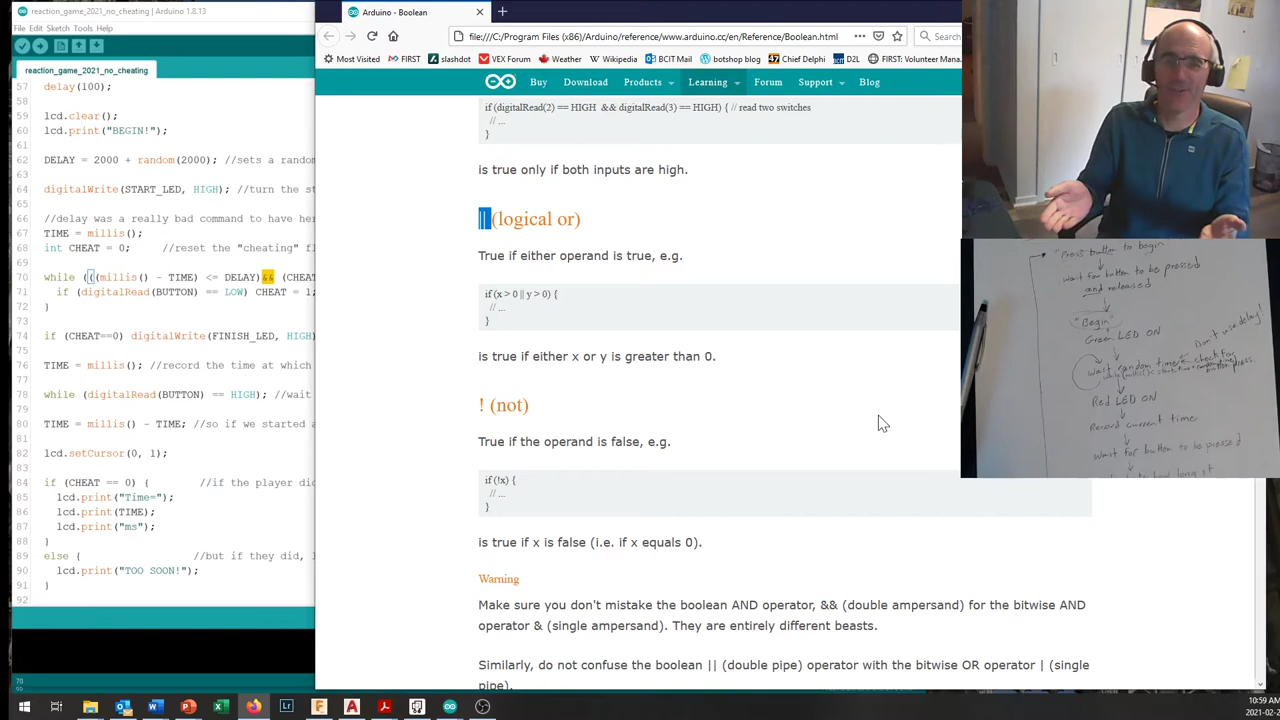 reaction_game_2021_no_cheating | Arduino 1.8.13
File Edit Sketch Tools Help
reaction_game_2021_no_cheating
57 delay(100);
58
59 lcd.clear();
60 lcd.print("BEGIN!");
61
62 DELAY = 2000 + random(2000); //sets a rando
63
64 digitalWrite(START_LED, HIGH); //turn the st
65
66 //delay was a really bad command to have her
67 TIME = millis();
68 int CHEAT = 0; //reset the "cheating" fl
69
70 while (((millis() - TIME) <= DELAY)&& (CHEA
71 if (digitalRead(BUTTON) == LOW) CHEAT = 1;
72 }
73
74 if (CHEAT==0) digitalWrite(FINISH_LED, HIGH)
75
76 TIME = millis(); //record the time at which
77
78 while (digitalRead(BUTTON) == HIGH); //wait
79
80 TIME = millis() - TIME; //so if we started a
81
82 lcd.setCursor(0, 1);
83
84 if (CHEAT == 0) { //if the player did
85 lcd.print("Time=");
86 lcd.print(TIME);
87 lcd.print("ms");
88 }
89 else { //but if they did, l
90 lcd.print("TOO SOON!");
91 }
92
70
Arduino - Boolean
file:///C:/Program Files (x86)/Arduino/reference/www.arduino.cc/en/Reference/Boolean.html
Search
Most Visited FIRST slashdot VEX Forum Weather Wikipedia BCIT Mail botshop blog Chief Delphi D2L FIRST: Volunteer Mana...
Buy Download Products Learning Forum Support Blog
if (digitalRead(2) == HIGH && digitalRead(3) == HIGH) { // read two switches
// ...
}
is true only if both inputs are high.
|| (logical or)
True if either operand is true, e.g.
if (x > 0 || y > 0) {
// ...
}
is true if either x or y is greater than 0.
! (not)
True if the operand is false, e.g.
if (!x) {
// ...
}
is true if x is false (i.e. if x equals 0).
Warning
Make sure you don't mistake the boolean AND operator, && (double ampersand) for the bitwise AND
operator & (single ampersand). They are entirely different beasts.
Similarly, do not confuse the boolean || (double pipe) operator with the bitwise OR operator | (single
pipe).
"Press button to begin
wait for button to be pressed
and released
"Begin"
Green LED ON
Don't use delay!
Wait random time & check for
button press.
Red LED ON
Record current time
wait for button to be pressed
10:59 AM